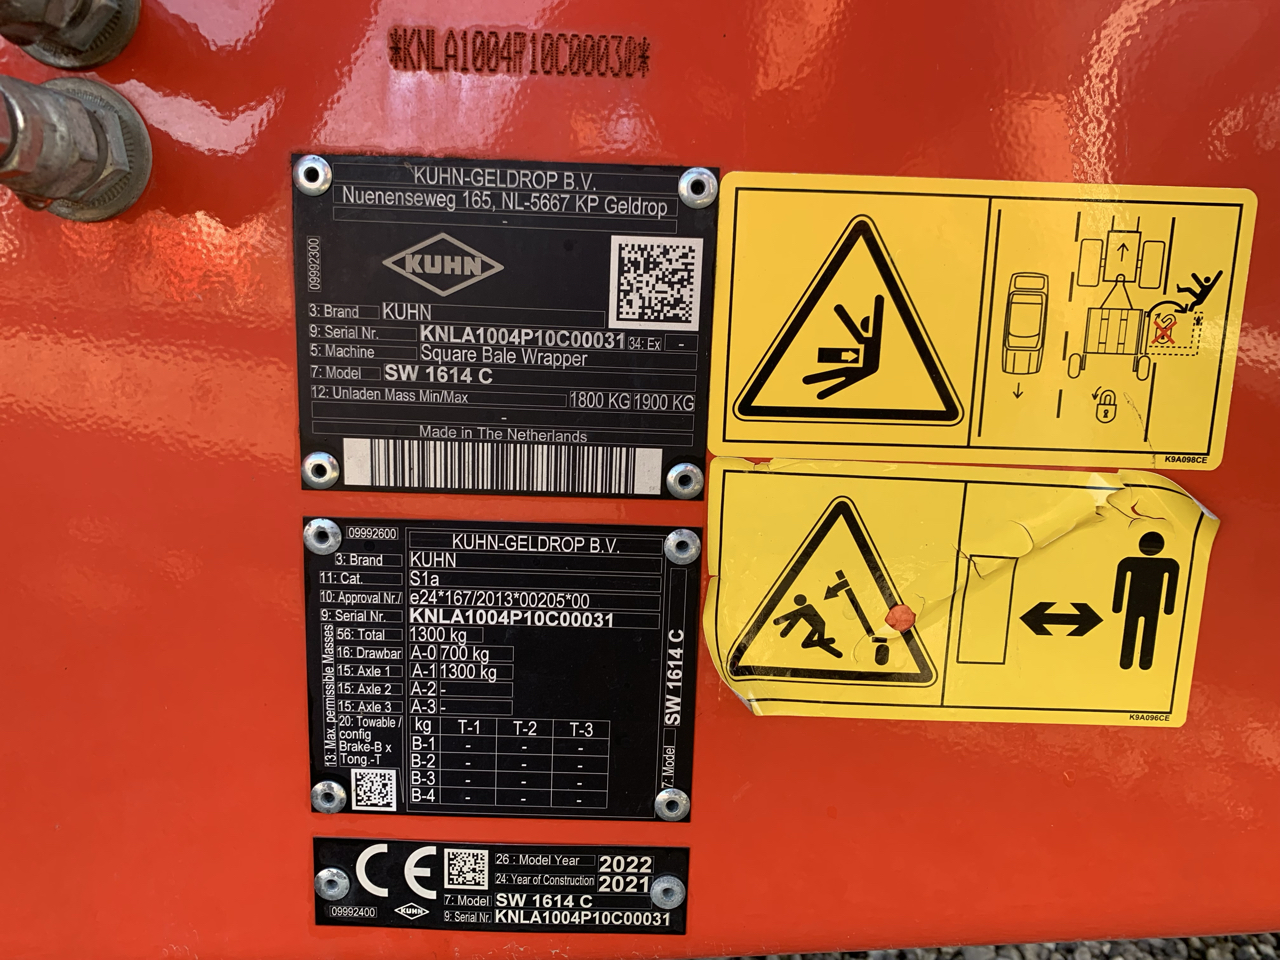 *KNLA1004P10C00030*
KUHN-GELDROP B.V.
Nuenenseweg 165, NL-5667 KP Geldrop
-
09992300
KUHN
3: Brand KUHN
9: Serial Nr. KNLA1004P10C00031 34: Ex -
5: Machine Square Bale Wrapper
7: Model SW 1614 C
12: Unladen Mass Min/Max 1800 KG 1900 KG
-
Made in The Netherlands
K9A098CE
09992600 KUHN-GELDROP B.V.
3: Brand KUHN
11: Cat. S1a
10: Approval Nr./ e24*167/2013*00205*00
9: Serial Nr. KNLA1004P10C00031
13: Max. permissible Masses
56: Total 1300 kg
16: Drawbar A-0 700 kg
15: Axle 1 A-1 1300 kg
15: Axle 2 A-2 -
15: Axle 3 A-3 -
20: Towable / config Brake-B x Tong.-T
kg T-1 T-2 T-3
B-1 - - -
B-2 - - -
B-3 - - -
B-4 - - -
7: Model SW 1614 C
K9A096CE
CE
26 : Model Year 2022
24: Year of Construction 2021
7: Model SW 1614 C
09992400 KUHN 9: Serial Nr. KNLA1004P10C00031